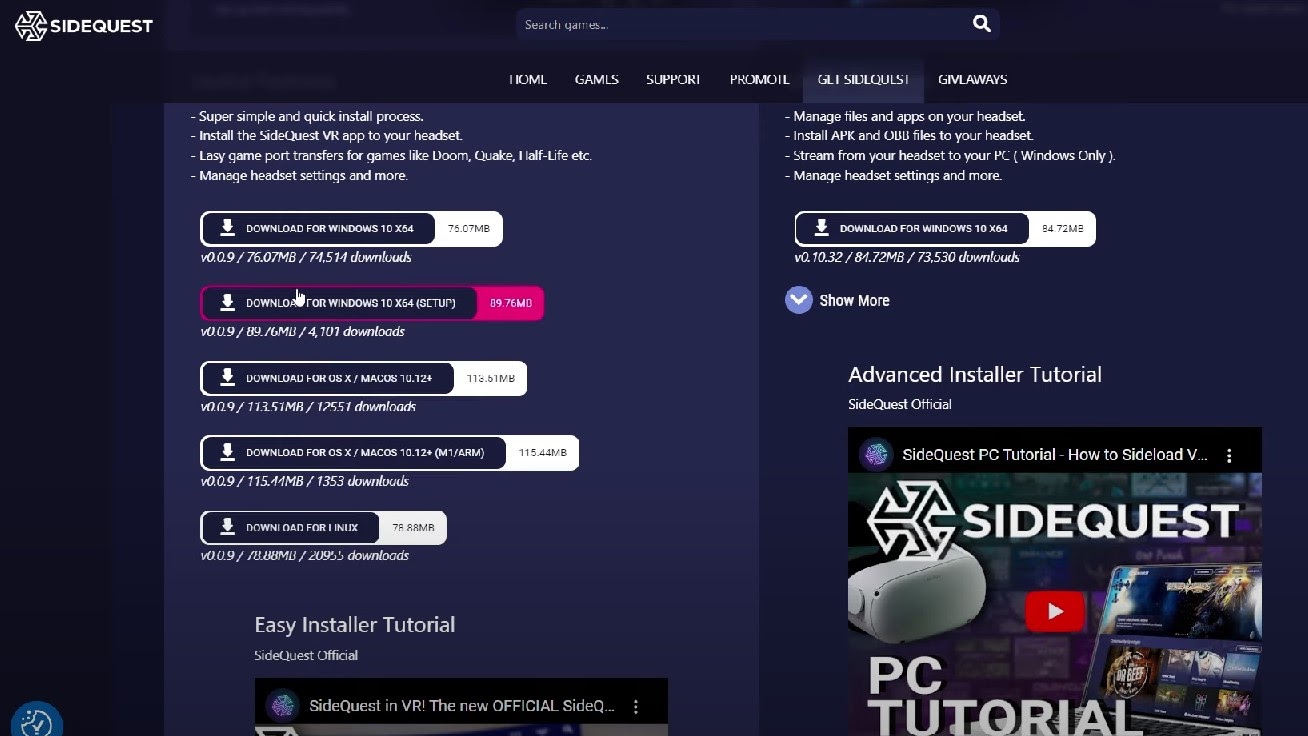 SIDEQUEST
Search games...
HOME GAMES SUPPORT PROMOTE GET SIDEQUEST GIVEAWAYS
- Super simple and quick install process.
- Install the SideQuest VR app to your headset.
- Easy game port transfers for games like Doom, Quake, Half-Life etc.
- Manage headset settings and more.
DOWNLOAD FOR WINDOWS 10 X64 76.07MB
v0.0.9 / 76.07MB / 74,514 downloads
DOWNLOAD FOR WINDOWS 10 X64 (SETUP) 89.76MB
v0.0.9 / 89.76MB / 4,101 downloads
DOWNLOAD FOR OS X / MACOS 10.12+ 113.51MB
v0.0.9 / 113.51MB / 12551 downloads
DOWNLOAD FOR OS X / MACOS 10.12+ (M1/ARM) 115.44MB
v0.0.9 / 115.44MB / 1353 downloads
DOWNLOAD FOR LINUX 78.88MB
v0.0.9 / 78.88MB / 20955 downloads
Easy Installer Tutorial
SideQuest Official
SideQuest in VR! The new OFFICIAL SideQ...
- Manage files and apps on your headset.
- Install APK and OBB files to your headset.
- Stream from your headset to your PC ( Windows Only ).
- Manage headset settings and more.
DOWNLOAD FOR WINDOWS 10 X64 84.72MB
v0.10.32 / 84.72MB / 73,530 downloads
Show More
Advanced Installer Tutorial
SideQuest Official
SideQuest PC Tutorial - How to Sideload V...
SIDEQUEST
PC
TUTORIAL